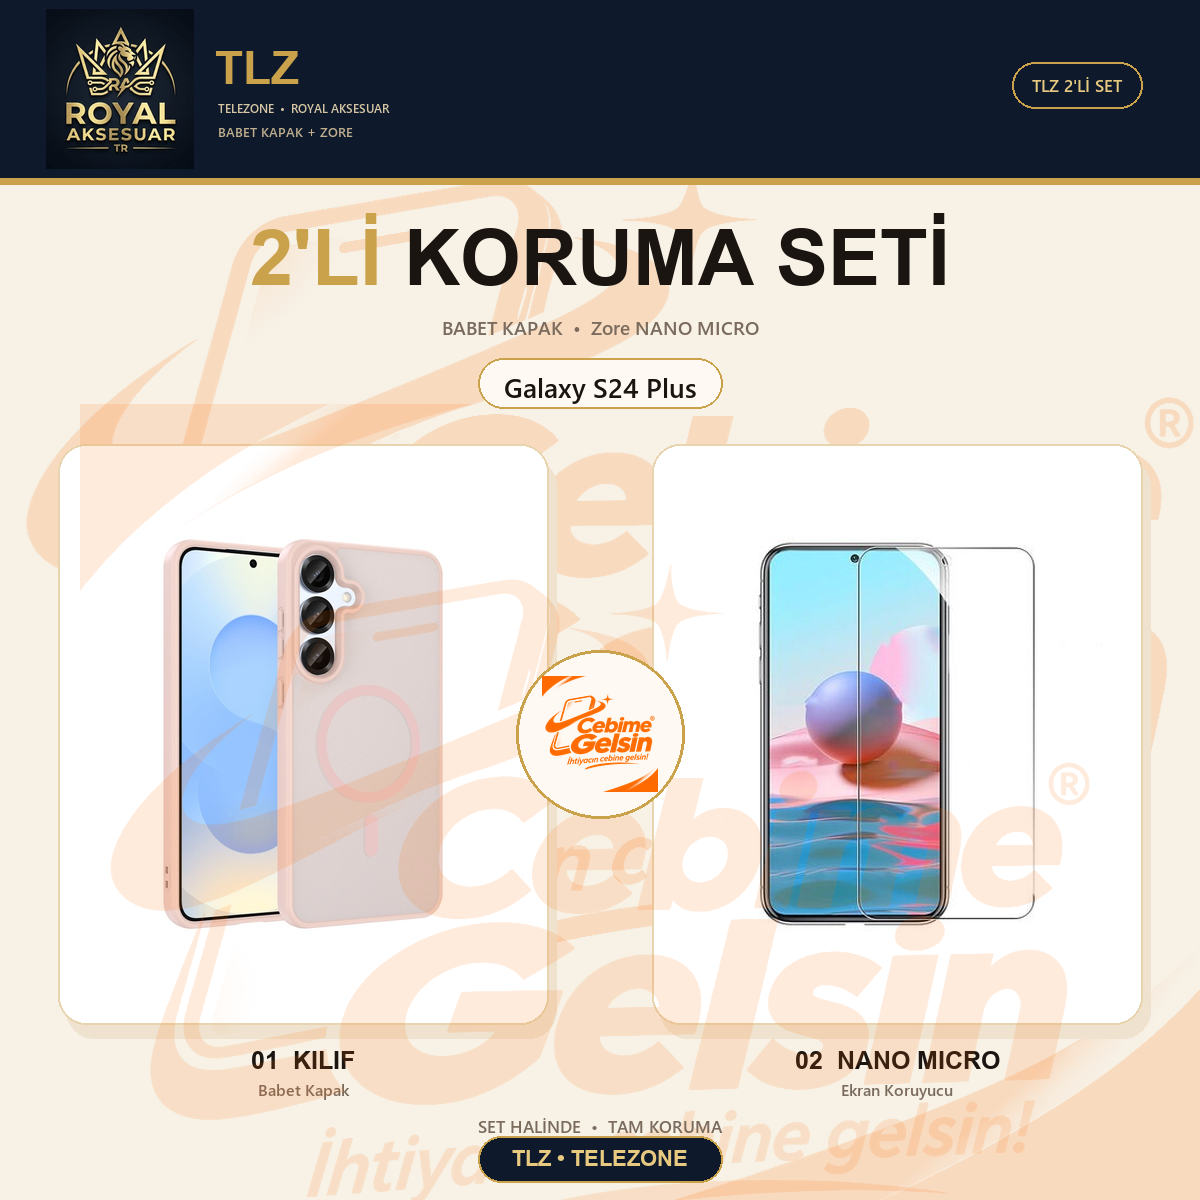 ROYAL
AKSESUAR
TR
TLZ
TELEZONE • ROYAL AKSESUAR
BABET KAPAK + ZORE
TLZ 2'Lİ SET
2'Lİ KORUMA SETİ
BABET KAPAK • Zore NANO MICRO
Galaxy S24 Plus
®
Cebime®
Gelsin
İhtiyacın cebine gelsin!
Cebime®
Gelsin
01 KILIF
Babet Kapak
02 NANO MICRO
Ekran Koruyucu
SET HALİNDE • TAM KORUMA
TLZ • TELEZONE